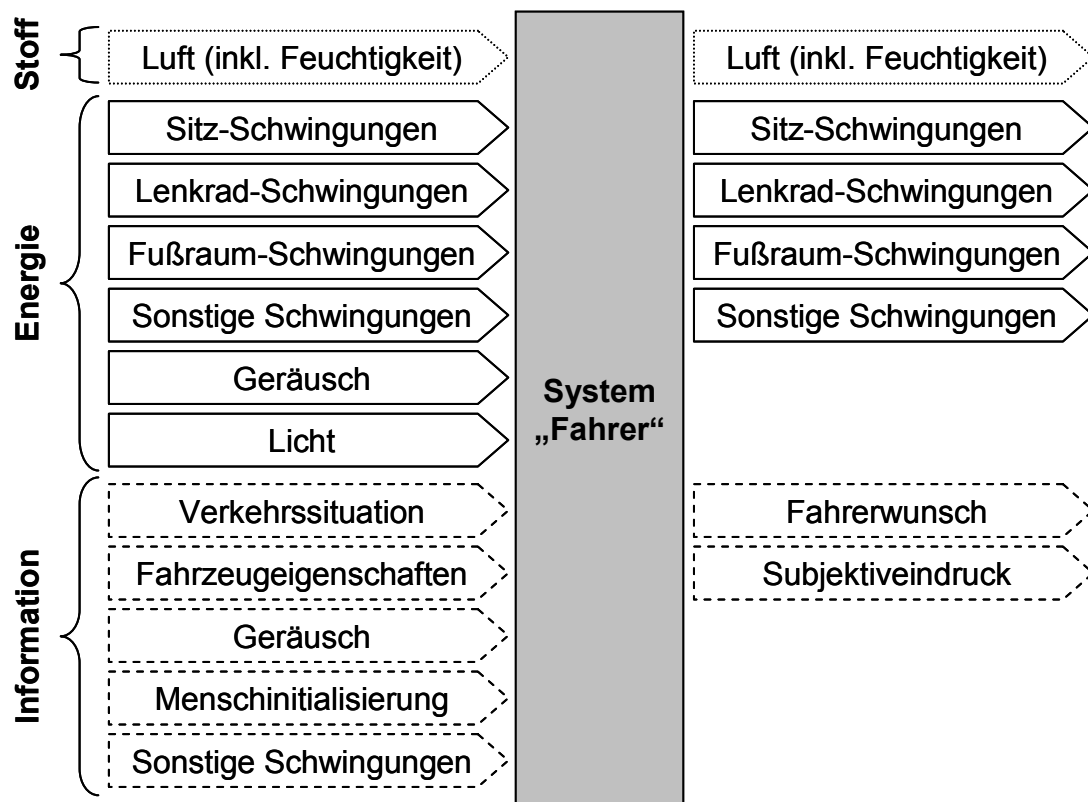 Stoff
Luft (inkl. Feuchtigkeit)
Luft (inkl. Feuchtigkeit)
Energie
Sitz-Schwingungen
Sitz-Schwingungen
Lenkrad-Schwingungen
Lenkrad-Schwingungen
Fußraum-Schwingungen
Fußraum-Schwingungen
Sonstige Schwingungen
Sonstige Schwingungen
Geräusch
Licht
System
„Fahrer“
Information
Verkehrssituation
Fahrerwunsch
Fahrzeugeigenschaften
Subjektiveindruck
Geräusch
Menschinitialisierung
Sonstige Schwingungen